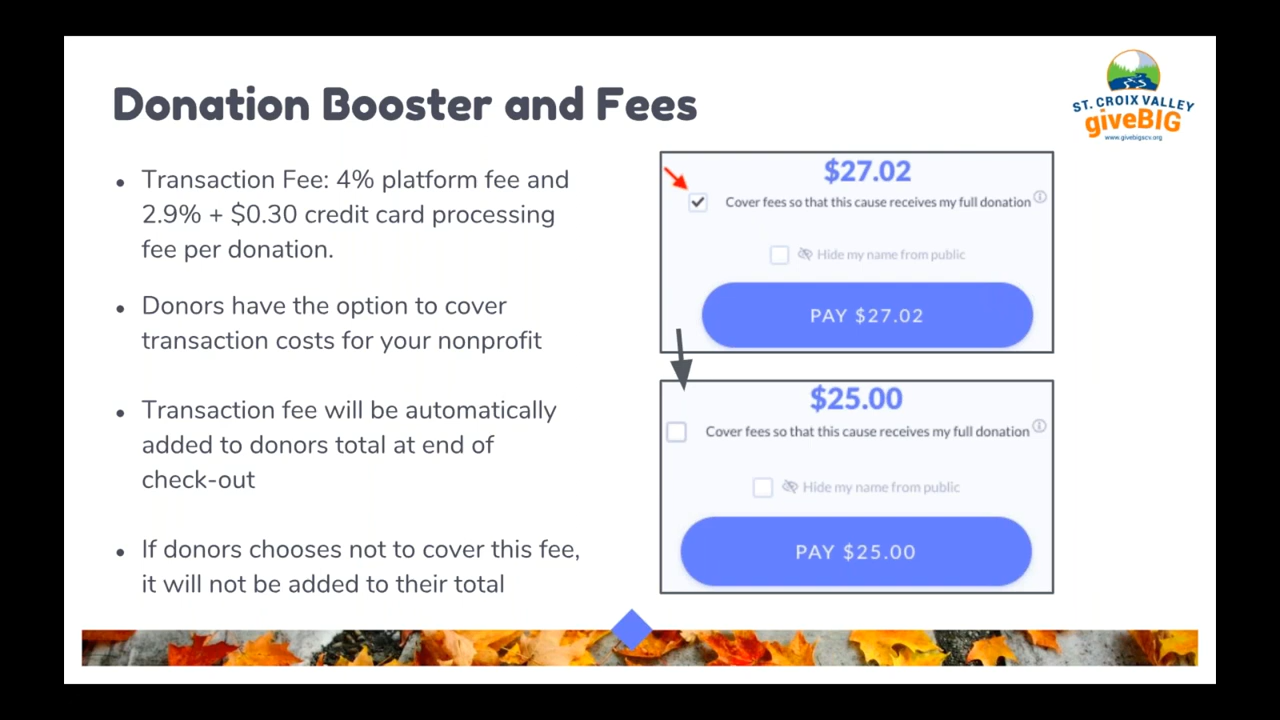 Donation Booster and Fees
ST. CROIX VALLEY
giveBIG
www.givebigscv.org
• Transaction Fee: 4% platform fee and
2.9% + $0.30 credit card processing
fee per donation.
• Donors have the option to cover
transaction costs for your nonprofit
• Transaction fee will be automatically
added to donors total at end of
check-out
• If donors chooses not to cover this fee,
it will not be added to their total
$27.02
Cover fees so that this cause receives my full donation
Hide my name from public
PAY $27.02
$25.00
Cover fees so that this cause receives my full donation
Hide my name from public
PAY $25.00